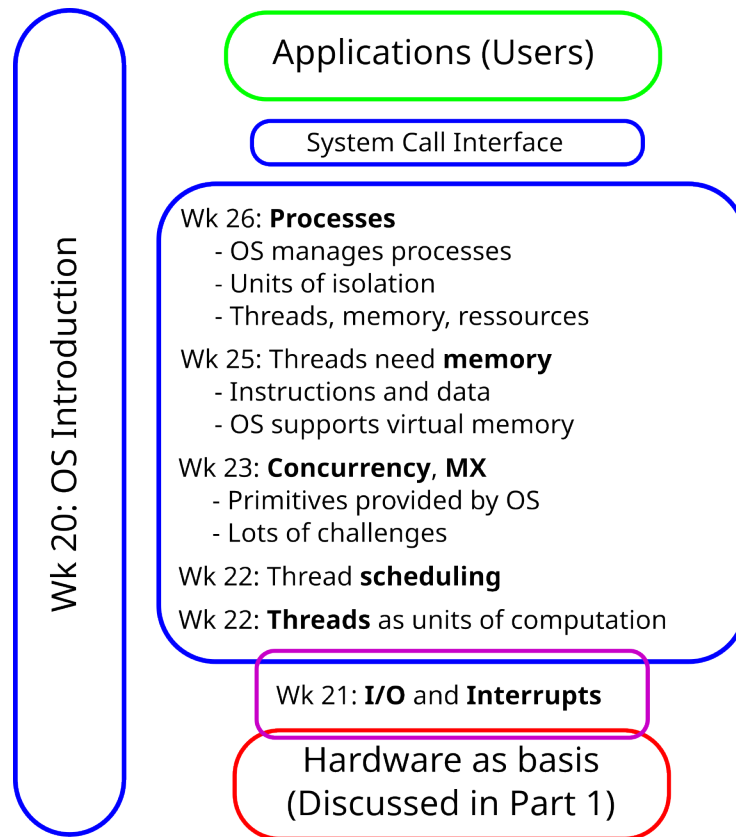 Wk 20: OS Introduction
Applications (Users)
System Call Interface
Wk 26: Processes
- OS manages processes
- Units of isolation
- Threads, memory, ressources
Wk 25: Threads need memory
- Instructions and data
- OS supports virtual memory
Wk 23: Concurrency, MX
- Primitives provided by OS
- Lots of challenges
Wk 22: Thread scheduling
Wk 22: Threads as units of computation
Wk 21: I/O and Interrupts
Hardware as basis
(Discussed in Part 1)